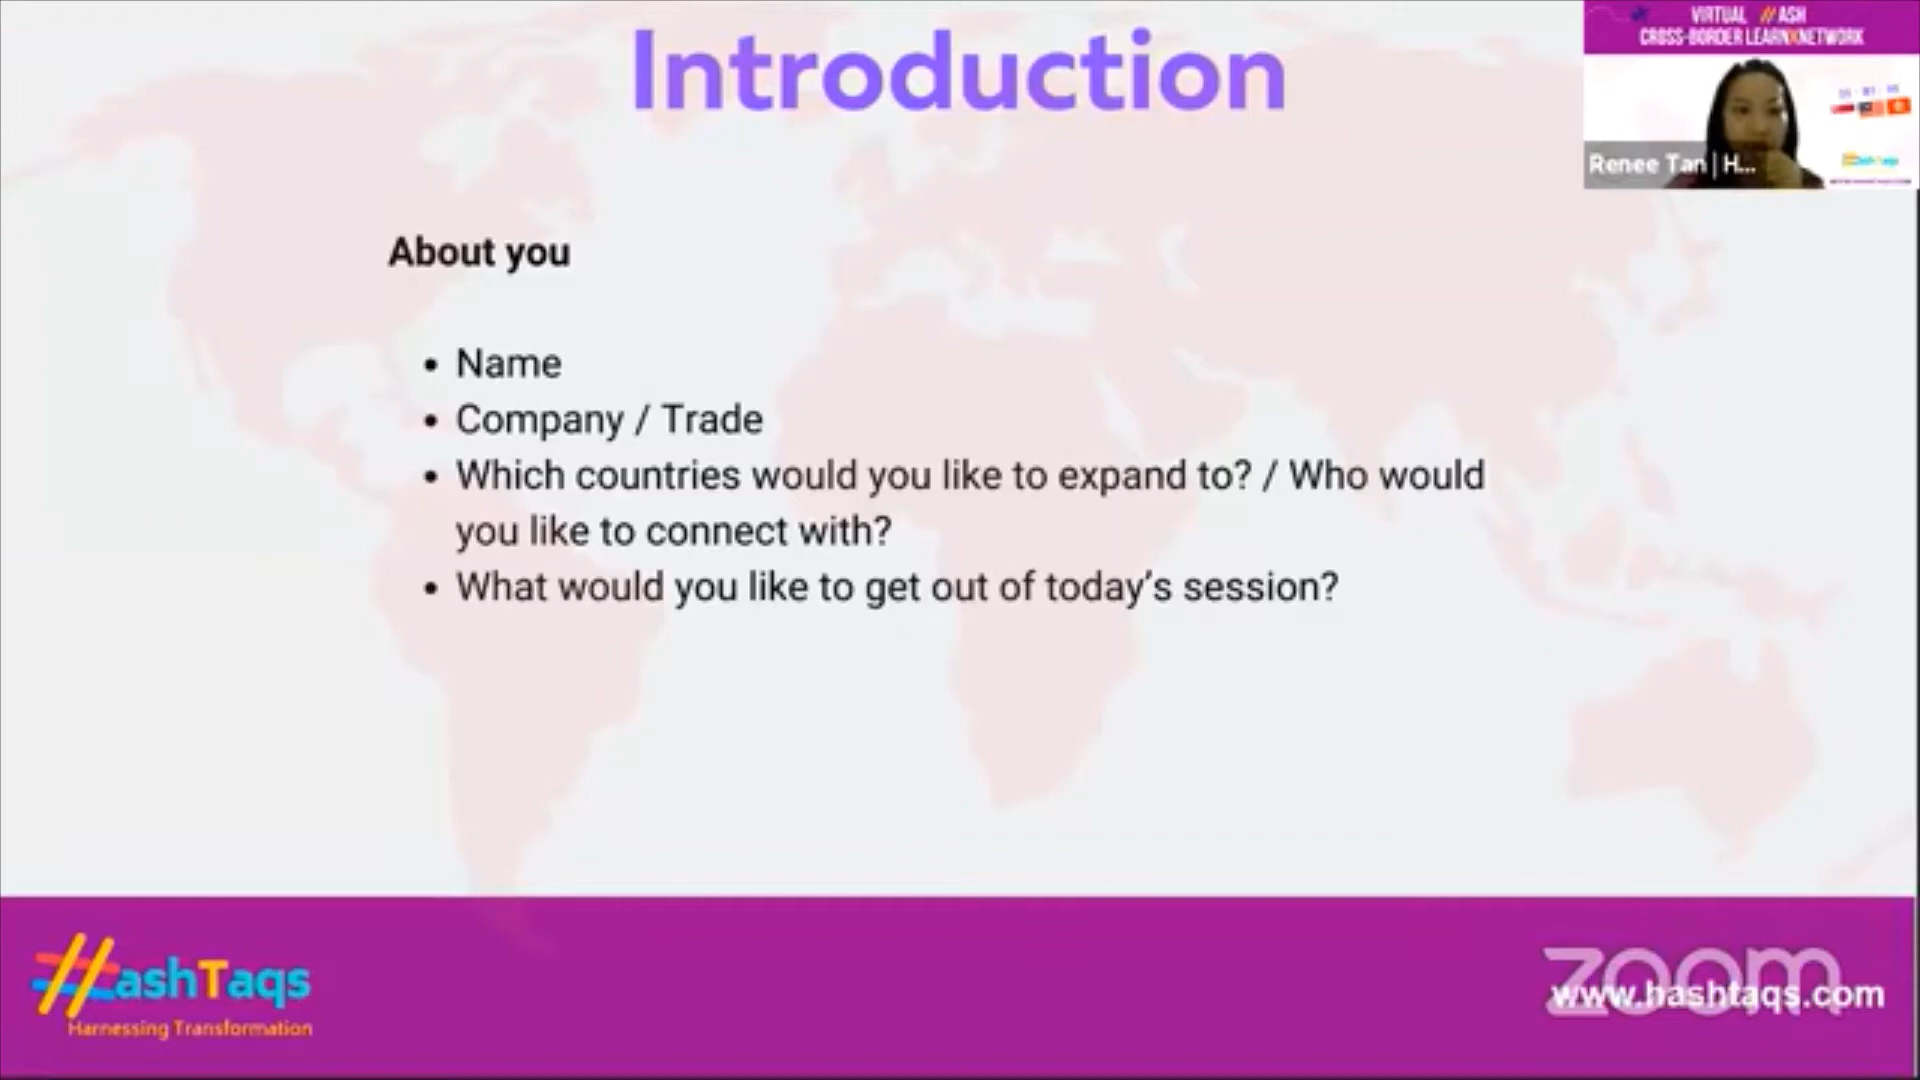 Introduction
VIRTUAL //ASH
CROSS-BORDER LEARNXNETWORK
Renee Tan | H...
About you
• Name
• Company / Trade
• Which countries would you like to expand to? / Who would
you like to connect with?
• What would you like to get out of today's session?
#ashTaqs
Harnessing Transformation
zoom
www.hashtaqs.com